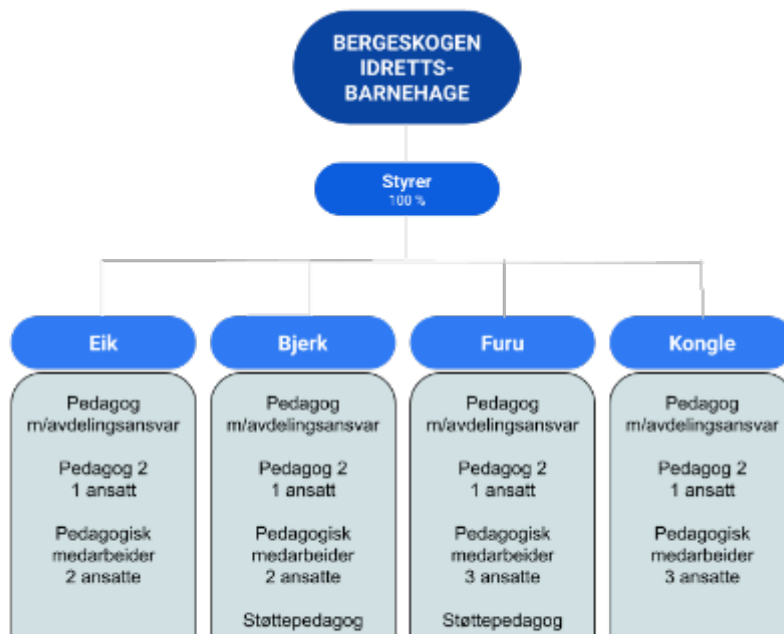 BERGESKOGEN
IDRETTS-
BARNEHAGE
Styrer
100 %
Eik
Pedagog
m/avdelingsansvar
Pedagog 2
1 ansatt
Pedagogisk
medarbeider
2 ansatte
Bjerk
Pedagog
m/avdelingsansvar
Pedagog 2
1 ansatt
Pedagogisk
medarbeider
2 ansatte
Støttepedagog
Furu
Pedagog
m/avdelingsansvar
Pedagog 2
1 ansatt
Pedagogisk
medarbeider
3 ansatte
Støttepedagog
Kongle
Pedagog
m/avdelingsansvar
Pedagog 2
1 ansatt
Pedagogisk
medarbeider
3 ansatte